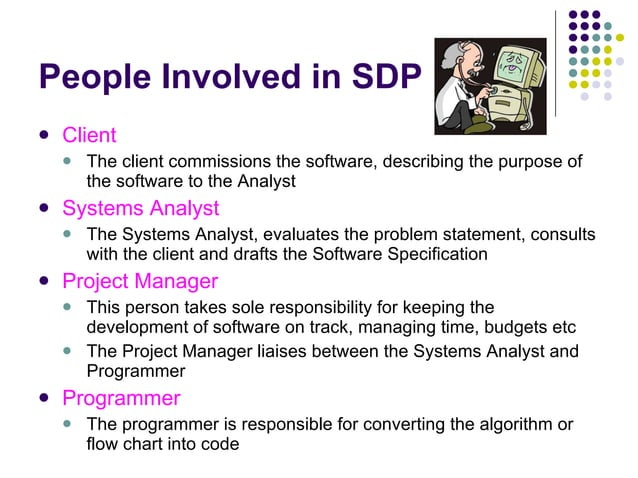 People Involved in SDP
Client
The client commissions the software, describing the purpose of
the software to the Analyst
Systems Analyst
The Systems Analyst, evaluates the problem statement, consults
with the client and drafts the Software Specification
Project Manager
This person takes sole responsibility for keeping the
development of software on track, managing time, budgets etc
The Project Manager liaises between the Systems Analyst and
Programmer
Programmer
The programmer is responsible for converting the algorithm or
flow chart into code